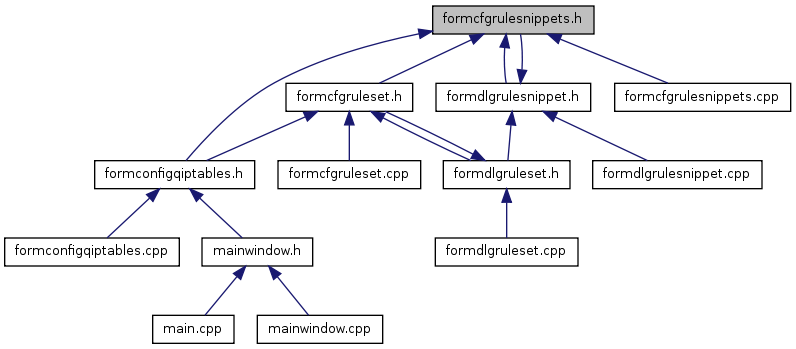 formcfgrulesnippets.h
formcfgruleset.h
formdlgrulesnippet.h
formcfgrulesnippets.cpp
formconfigqiptables.h
formcfgruleset.cpp
formdlgruleset.h
formdlgrulesnippet.cpp
formconfigqiptables.cpp
mainwindow.h
formdlgruleset.cpp
main.cpp
mainwindow.cpp